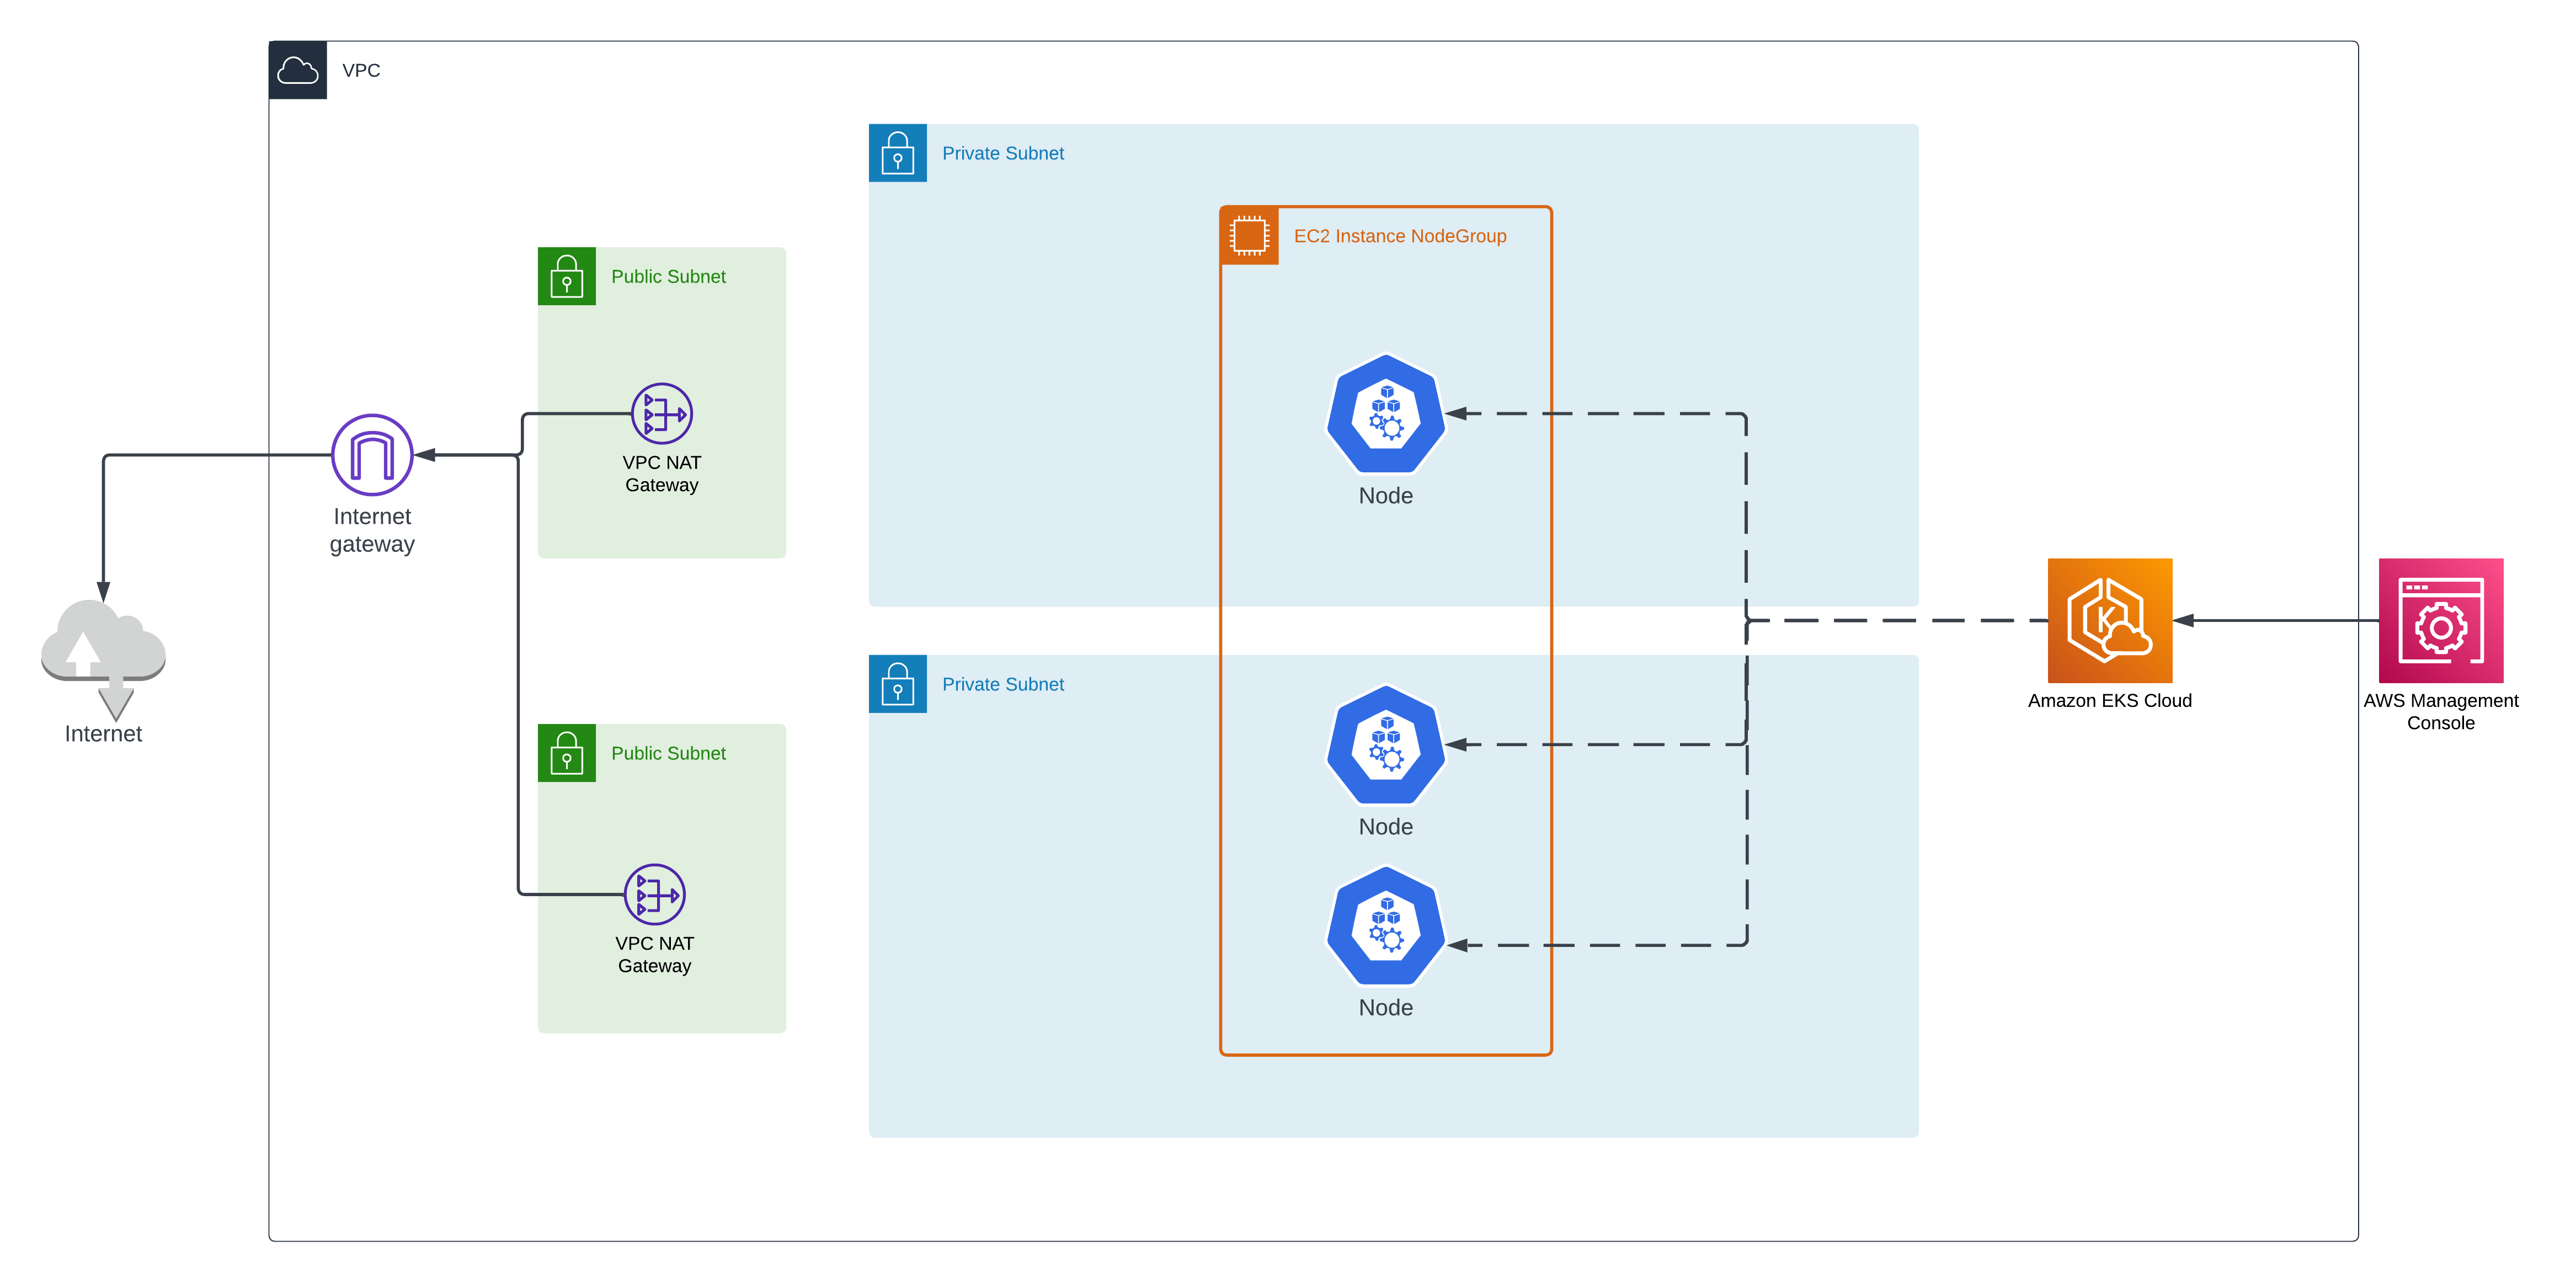 VPC
Private Subnet
EC2 Instance NodeGroup
Public Subnet
VPC NAT
Gateway
Node
Internet
gateway
Internet
Private Subnet
Amazon EKS Cloud
AWS Management
Console
Public Subnet
Node
VPC NAT
Gateway
Node